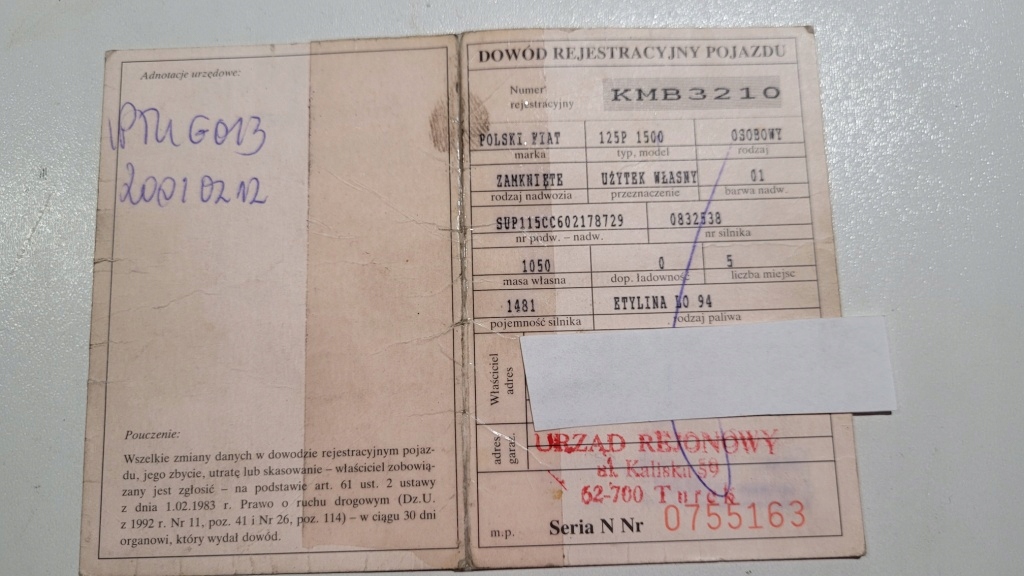 Adnotacje urzędowe:
PTU G013
2001 02 12
Pouczenie:
Wszelkie zmiany danych w dowodzie rejestracyjnym pojaz-
du, jego zbycie, utratę lub skasowanie – właściciel zobowią-
zany jest zgłosić – na podstawie art. 61 ust. 2 ustawy
z dnia 1.02.1983 r. Prawo o ruchu drogowym (Dz.U.
z 1992 r. Nr 11, poz. 41 i Nr 26, poz. 114) – w ciągu 30 dni
organowi, który wydał dowód.
DOWÓD REJESTRACYJNY POJAZDU
Numer
rejestracyjny
KMB3210
POLSKI FIAT 125P 1500 OSOBOWY
marka typ, model rodzaj
ZAMKNIĘTE UŻYTEK WŁASNY 01
rodzaj nadwozia przeznaczenie barwa nadw.
SUP115CC602178729 0832538
nr podw. – nadw. nr silnika
1050 0 5
masa własna dop. ładowność liczba miejsc
1481 ETYLINA LO 94
pojemność silnika rodzaj paliwa
Właściciel
adres
adres
garaż.
URZĄD REJONOWY
ul. Kaliska 59
62-700 Turek
m.p. Seria N Nr 0755163